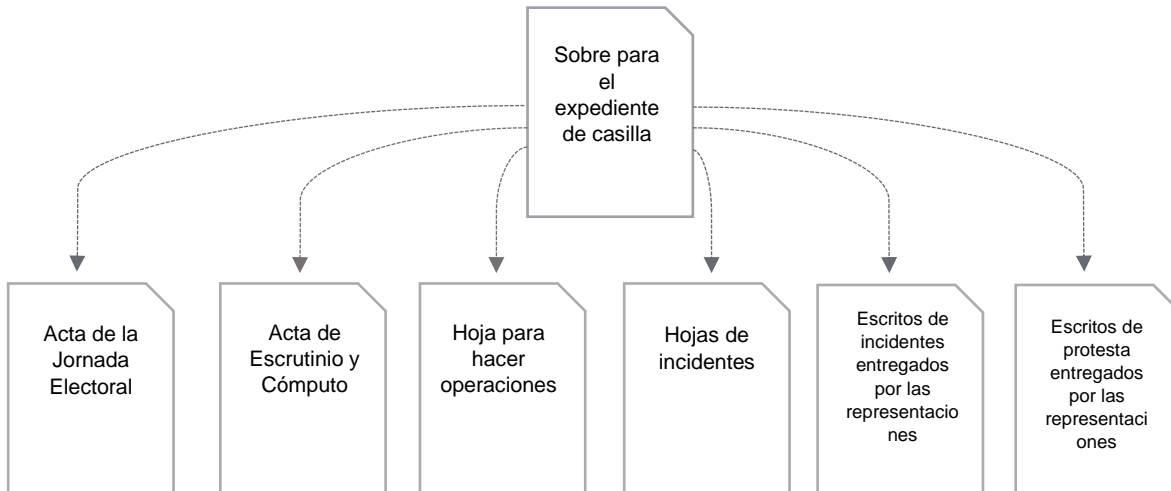 Sobre para
el
expediente
de casilla
Acta de la
Jornada
Electoral
Acta de
Escrutinio y
Cómputo
Hoja para
hacer
operaciones
Hojas de
incidentes
Escritos de
incidentes
entregados
por las
representacio
nes
Escritos de
protesta
entregados
por las
representaci
ones